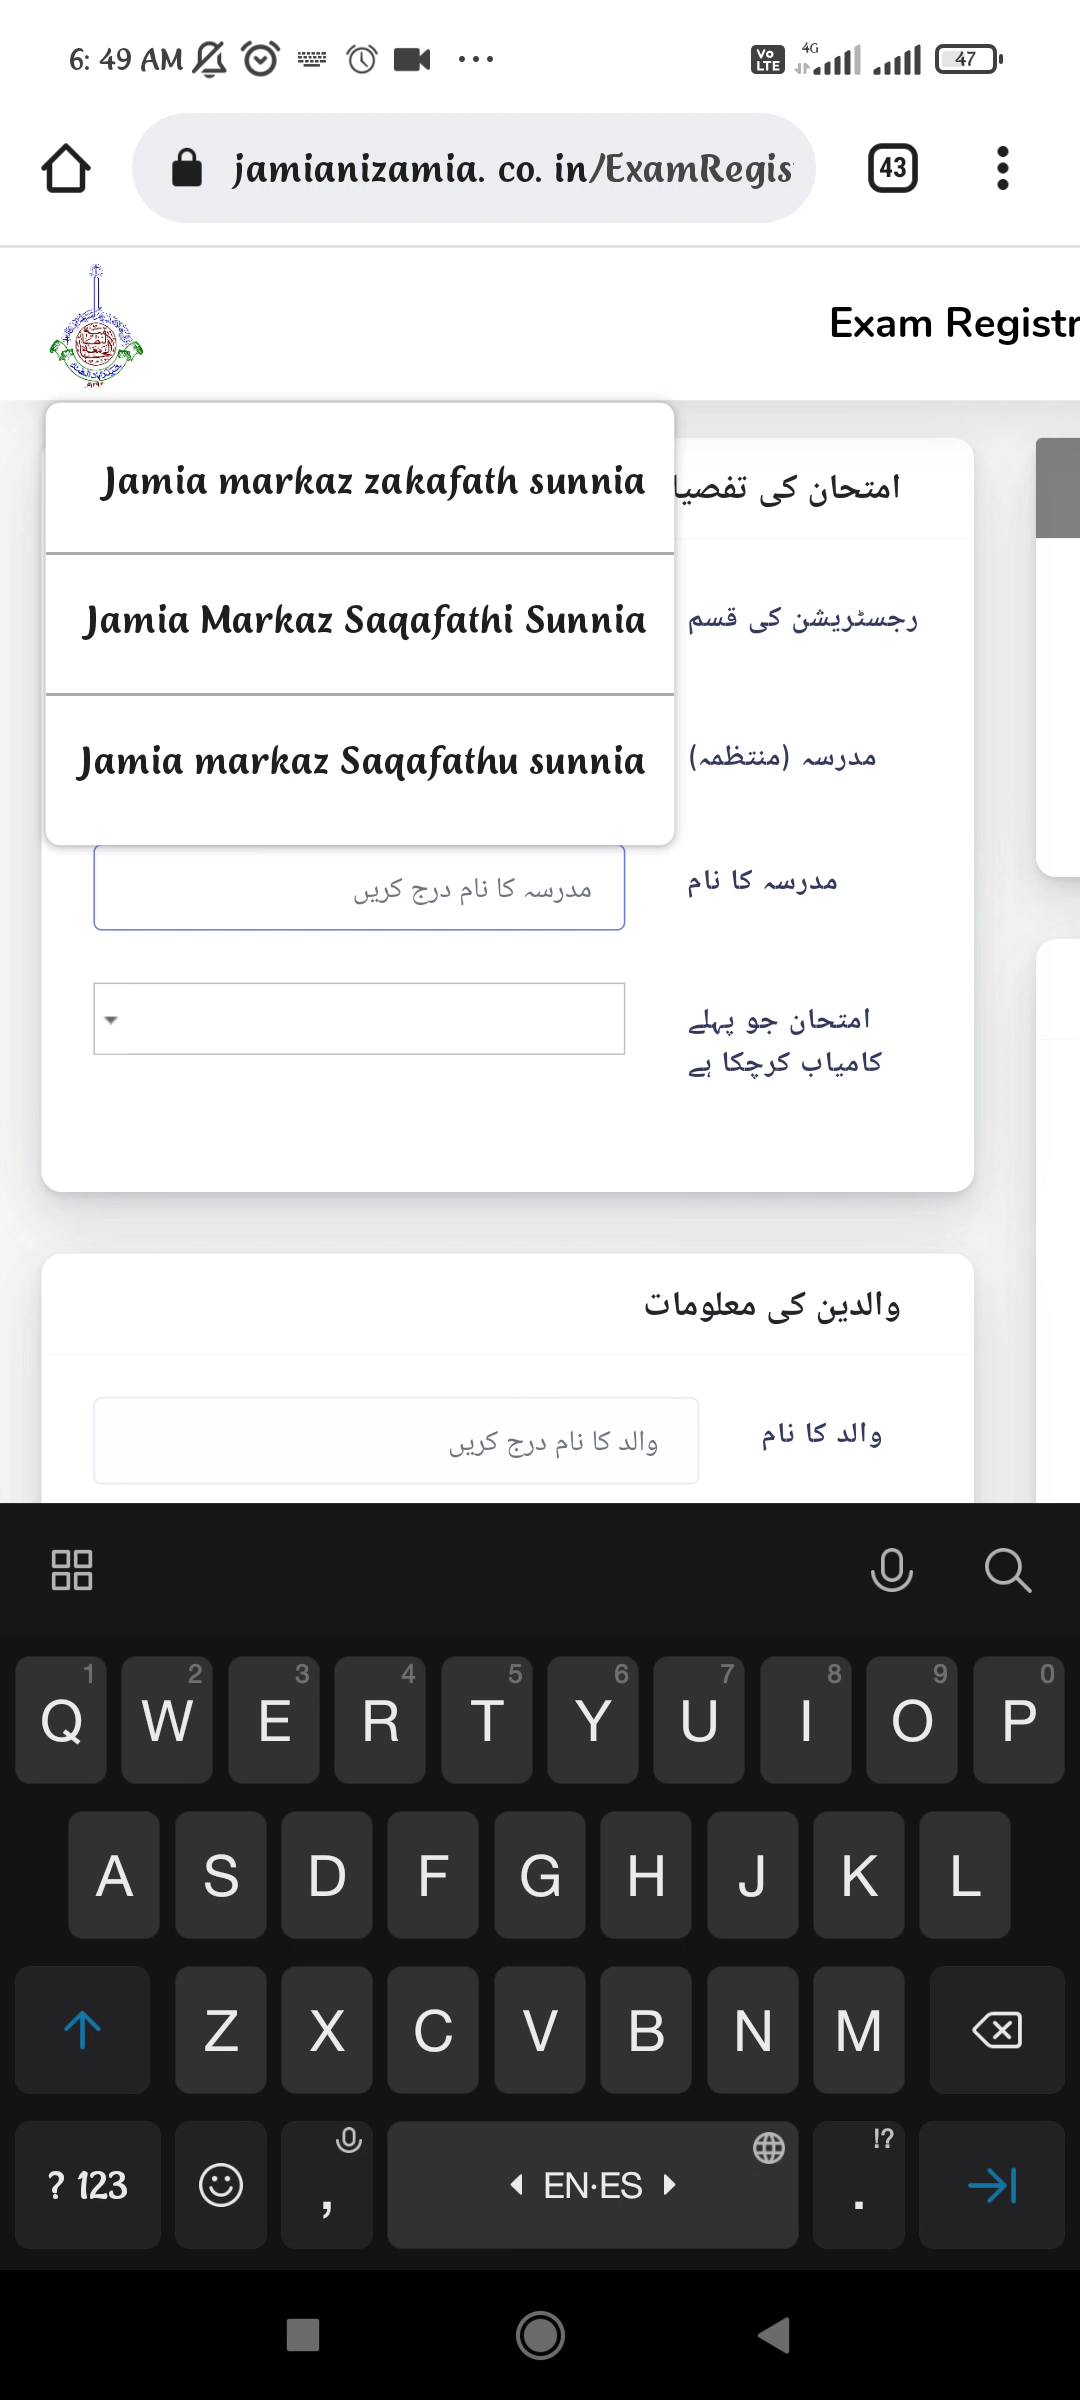 6: 49 AM
Vo LTE 4G 47
jamianizamia. co. in/ExamRegis
43
Exam Registr
Jamia markaz zakafath sunnia
Jamia Markaz Saqafathi Sunnia
Jamia markaz Saqafathu sunnia
امتحان کی تفصیا
رجسٹریشن کی قسم
مدرسہ (منتظمہ)
مدرسہ کا نام
مدرسہ کا نام درج کریں
امتحان جو پہلے
کامیاب کرچکا ہے
والدین کی معلومات
والد کا نام
والد کا نام درج کریں
1 2 3 4 5 6 7 8 9 0
Q W E R T Y U I O P
A S D F G H J K L
Z X C V B N M
? 123 , EN·ES . !?